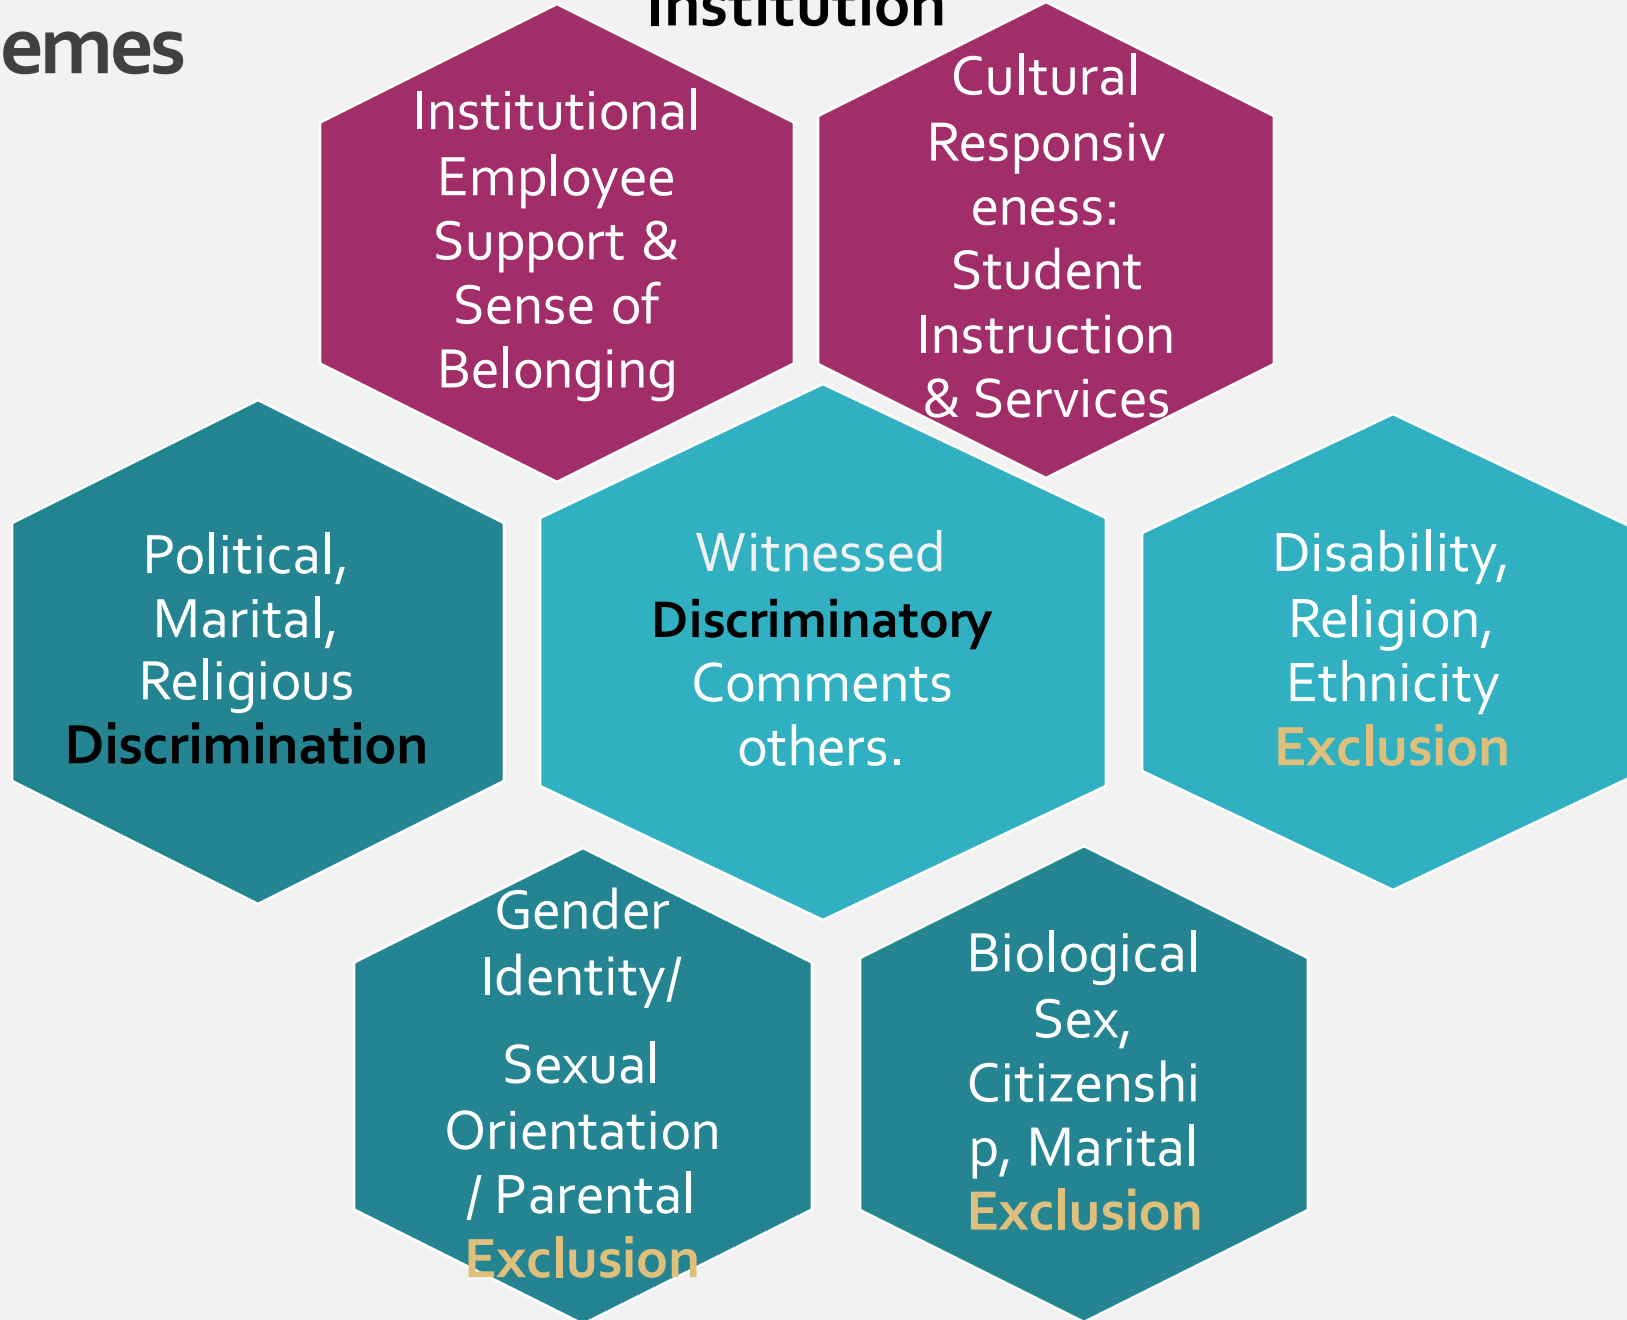 emes
Institution
Institutional
Employee
Support &
Sense of
Belonging
Cultural
Responsiv
eness:
Student
Instruction
& Services
Political,
Marital,
Religious
Discrimination
Witnessed
Discriminatory
Comments
others.
Disability,
Religion,
Ethnicity
Exclusion
Gender
Identity/
Sexual
Orientation
/ Parental
Exclusion
Biological
Sex,
Citizenshi
p, Marital
Exclusion